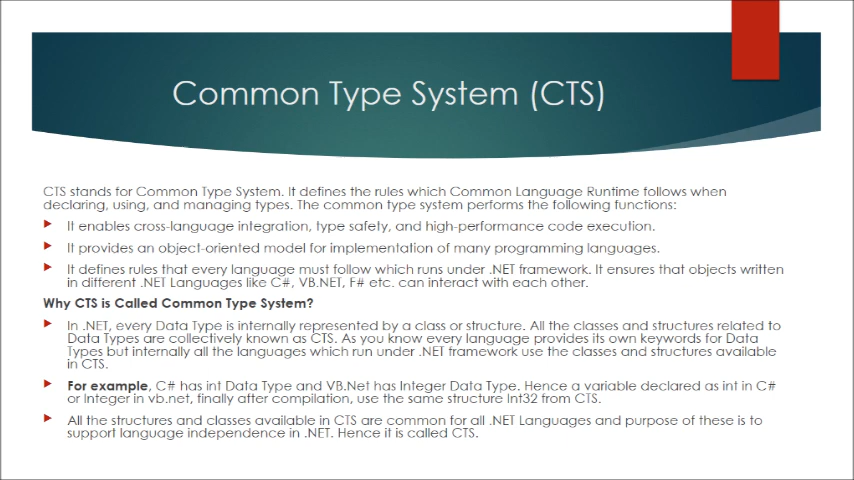 Common Type System (CTS)
CTS stands for Common Type System. It defines the rules which Common Language Runtime follows when
declaring, using, and managing types. The common type system performs the following functions:
It enables cross-language integration, type safety, and high-performance code execution.
It provides an object-oriented model for implementation of many programming languages.
It defines rules that every language must follow which runs under .NET framework. It ensures that objects written
in different .NET Languages like C#, VB.NET, F# etc. can interact with each other.
Why CTS is Called Common Type System?
In .NET, every Data Type is internally represented by a class or structure. All the classes and structures related to
Data Types are collectively known as CTS. As you know every language provides its own keywords for Data
Types but internally all the languages which run under .NET framework use the classes and structures available
in CTS.
For example, C# has int Data Type and VB.Net has Integer Data Type. Hence a variable declared as int in C#
or Integer in vb.net, finally after compilation, use the same structure Int32 from CTS.
All the structures and classes available in CTS are common for all .NET Languages and purpose of these is to
support language independence in .NET. Hence it is called CTS.